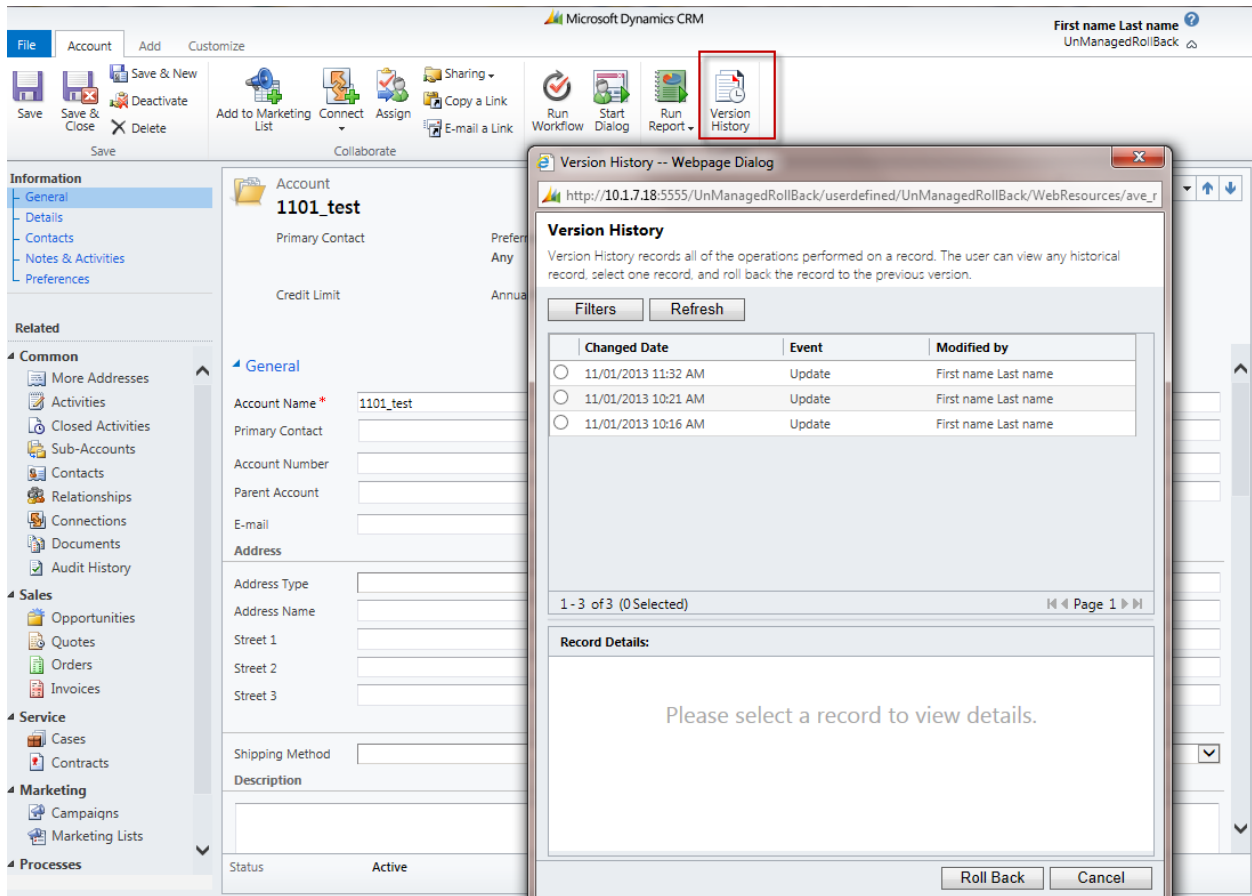 Microsoft Dynamics CRM
First name Last name
UnManagedRollBack
File Account Add Customize
Save
Save & Close
Save & New
Deactivate
Delete
Add to Marketing List
Connect
Assign
Sharing
Copy a Link
E-mail a Link
Run Workflow
Start Dialog
Run Report
Version History
Save
Collaborate
Information
General
Details
Contacts
Notes & Activities
Preferences
Related
Common
More Addresses
Activities
Closed Activities
Sub-Accounts
Contacts
Relationships
Connections
Documents
Audit History
Sales
Opportunities
Quotes
Orders
Invoices
Service
Cases
Contracts
Marketing
Campaigns
Marketing Lists
Processes
Account
1101_test
Primary Contact
Any
Credit Limit
General
Account Name * 1101_test
Primary Contact
Account Number
Parent Account
E-mail
Address
Address Type
Address Name
Street 1
Street 2
Street 3
Shipping Method
Description
Status Active
Version History -- Webpage Dialog
http://10.1.7.18:5555/UnManagedRollBack/userdefined/UnManagedRollBack/WebResources/ave_r
Version History
Version History records all of the operations performed on a record. The user can view any historical
record, select one record, and roll back the record to the previous version.
Filters Refresh
Changed Date Event Modified by
11/01/2013 11:32 AM Update First name Last name
11/01/2013 10:21 AM Update First name Last name
11/01/2013 10:16 AM Update First name Last name
1 - 3 of 3 (0 Selected) Page 1
Record Details:
Please select a record to view details.
Roll Back Cancel